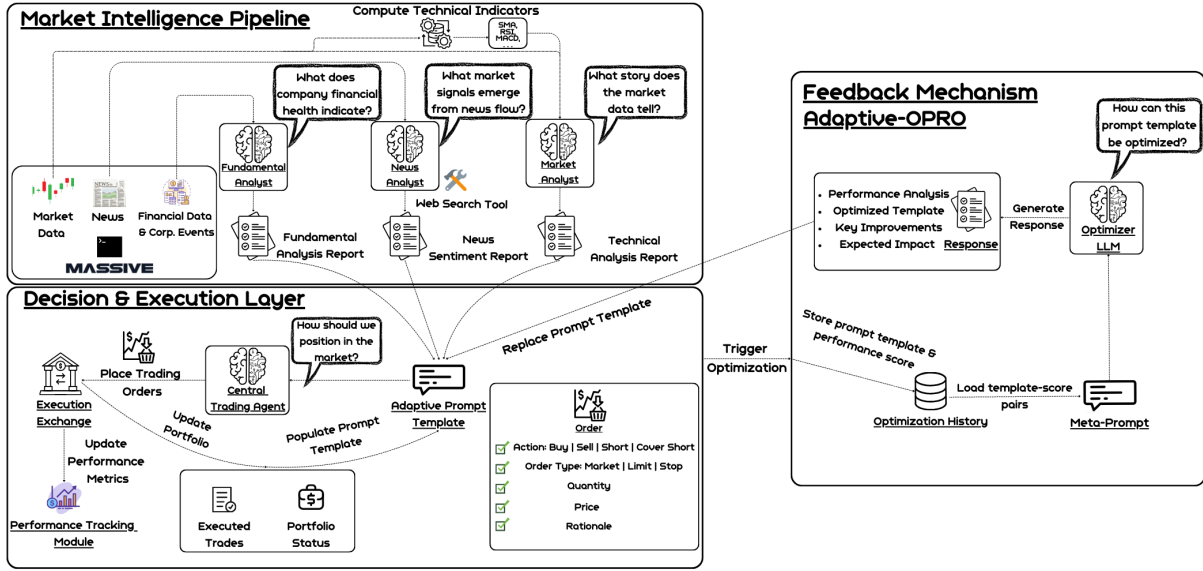 Market Intelligence Pipeline
Compute Technical Indicators
SMA,
RSI,
MACD,
...
What does
company financial
health indicate?
What market
signals emerge
from news flow?
What story does
the market
data tell?
Fundamental
Analyst
News
Analyst
Market
Analyst
Web Search Tool
NEWS
Market
Data
News
Financial Data
& Corp. Events
MASSIVE
Fundamental
Analysis Report
News
Sentiment Report
Technical
Analysis Report
Decision & Execution Layer
How should we
position in the
market?
Place Trading
Orders
Central
Trading Agent
Execution
Exchange
Update
Portfolio
Populate Prompt
Template
Adaptive Prompt
Template
Update
Performance
Metrics
Performance Tracking
Module
Executed
Trades
Portfolio
Status
Order
Action: Buy | Sell | Short | Cover Short
Order Type: Market | Limit | Stop
Quantity
Price
Rationale
Replace Prompt Template
Trigger
Optimization
Feedback Mechanism
Adaptive-OPRO
How can this
prompt template
be optimized?
• Performance Analysis
• Optimized Template
• Key Improvements
• Expected Impact
Response
Generate
Response
Optimizer
LLM
Store prompt template &
performance score
Optimization History
Load template-score
pairs
Meta-Prompt